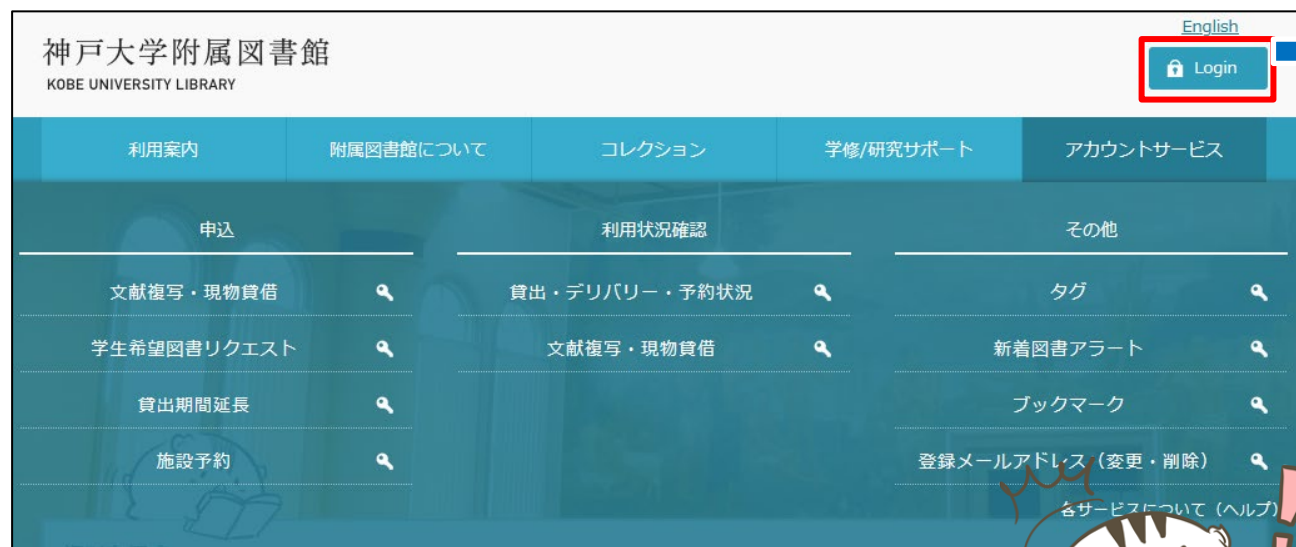 English
神戸大学附属図書館
KOBE UNIVERSITY LIBRARY
Login
利用案内 附属図書館について コレクション 学修/研究サポート アカウントサービス
申込 利用状況確認 その他
文献複写・現物貸借 貸出・デリバリー・予約状況 タグ
学生希望図書リクエスト 文献複写・現物貸借 新着図書アラート
貸出期間延長 ブックマーク
施設予約 登録メールアドレス（変更・削除）
各サービスについて（ヘルプ）